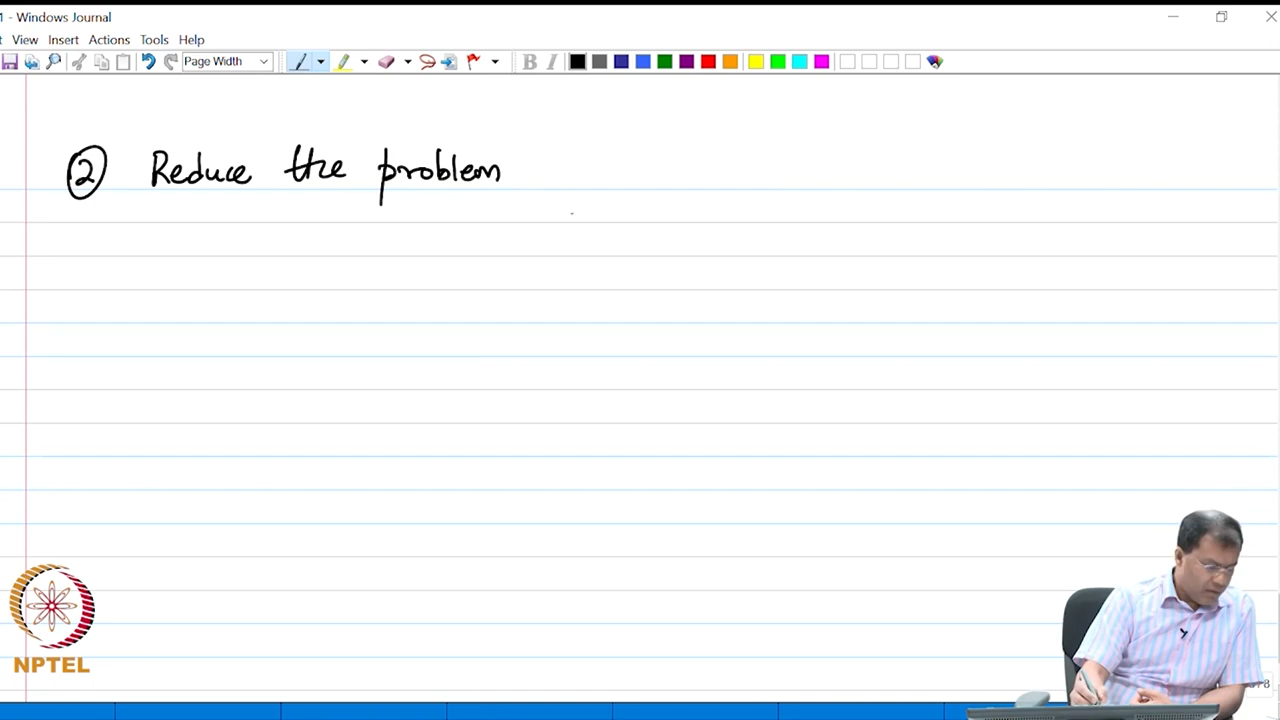 1 - Windows Journal
t View Insert Actions Tools Help
Page Width B I
② Reduce the problem
NPTEL